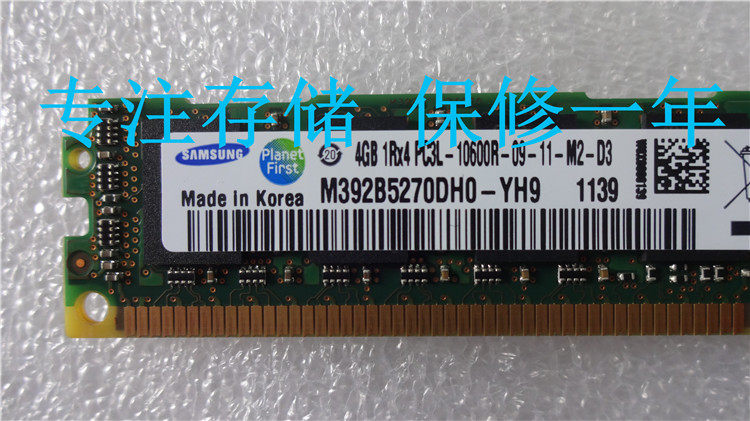 专注存储 保修一年
SAMSUNG
Planet First
20
4GB 1Rx4 PC3L-10600R-09-11-M2-D3
Made in Korea
M392B5270DH0-YH9 1139